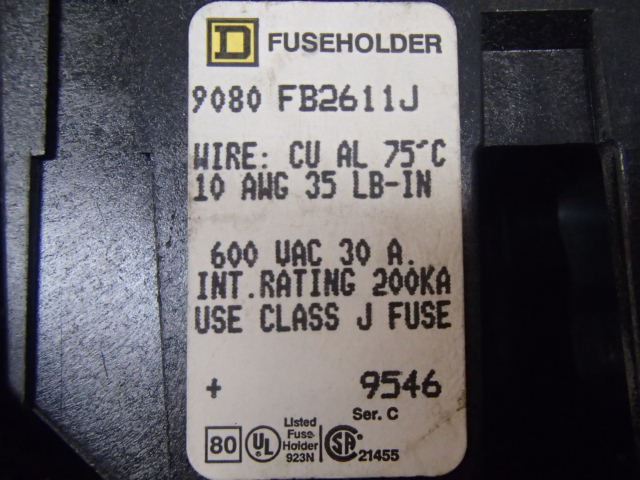 D FUSEHOLDER
9080 FB2611J
WIRE: CU AL 75°C
10 AWG 35 LB-IN
600 VAC 30 A.
INT.RATING 200KA
USE CLASS J FUSE
+ 9546
Ser. C
80 UL Listed Fuse Holder 923N SA 21455